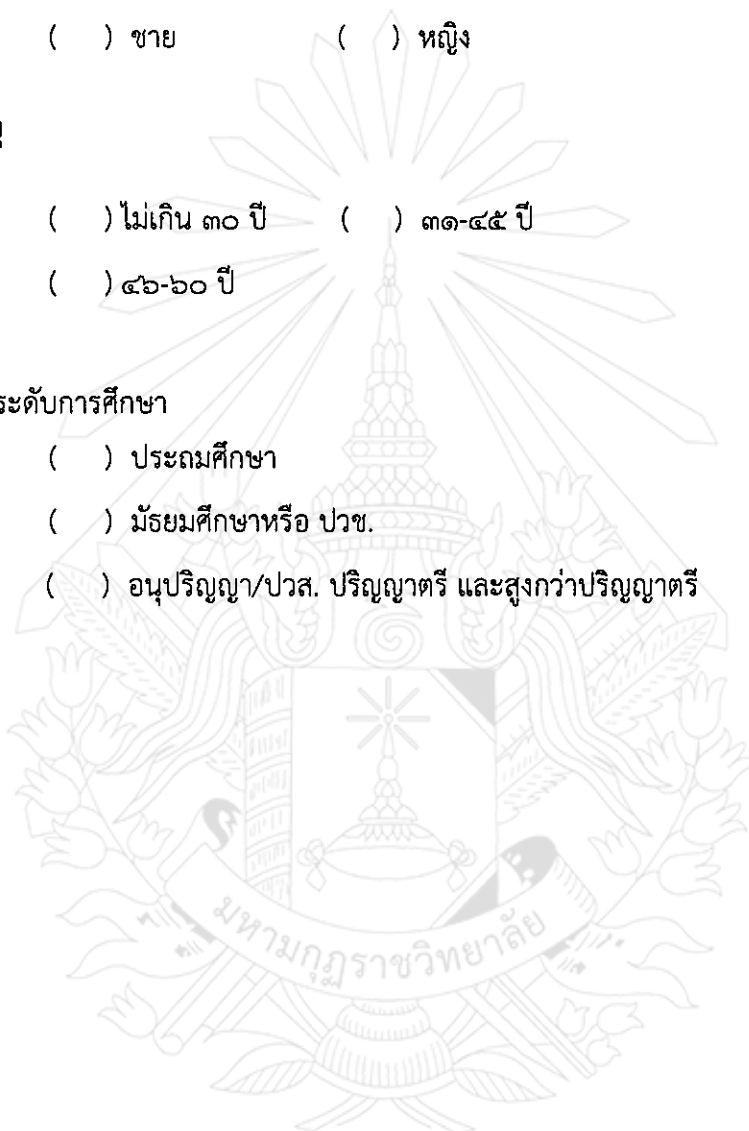 ( ) ชาย ( ) หญิง
( ) ไม่เกิน ๓๐ ปี ( ) ๓๑-๔๕ ปี
( ) ๔๖-๖๐ ปี
ระดับการศึกษา
( ) ประถมศึกษา
( ) มัธยมศึกษาหรือ ปวช.
( ) อนุปริญญา/ปวส. ปริญญาตรี และสูงกว่าปริญญาตรี
มหามกุฏราชวิทยาลัย